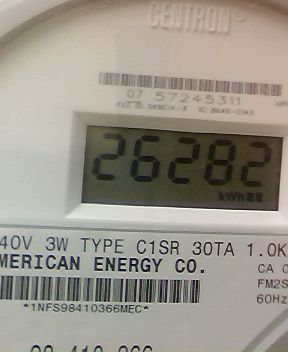 CENTRON®
07 57245311
26282
kWh
40V 3W TYPE C1SR 30TA 1.0K
MERICAN ENERGY CO.
CA 0
FM2S
60Hz
*1NFS98410366MEC*